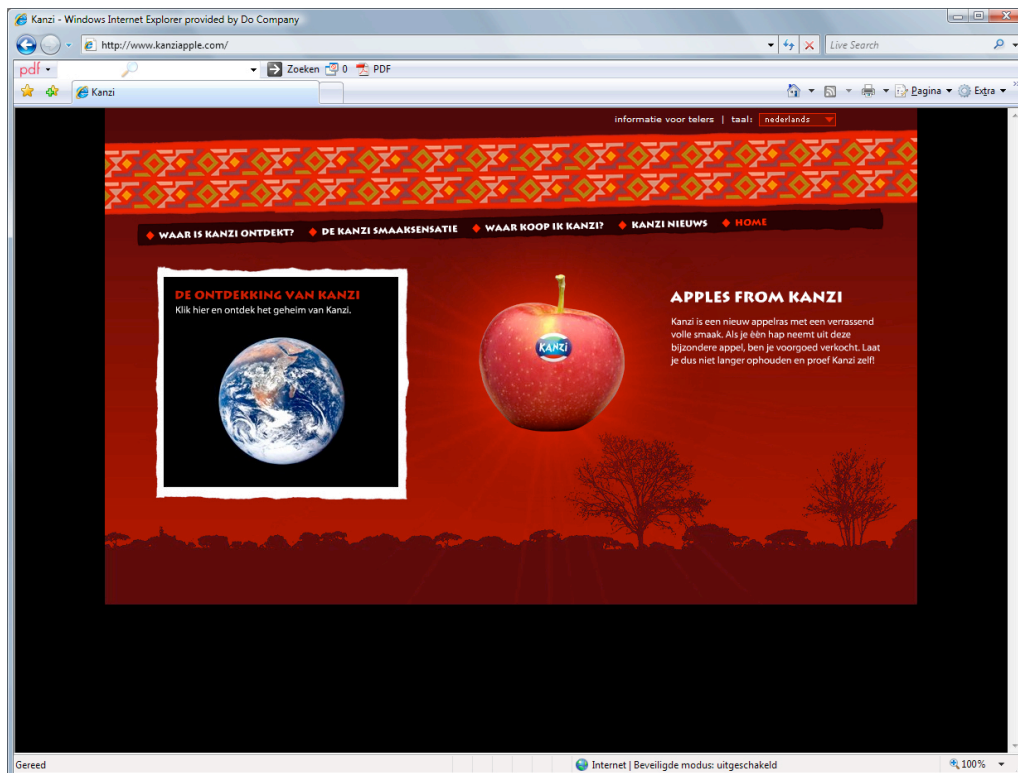 Kanzi - Windows Internet Explorer provided by Do Company
http://www.kanziapple.com/
Live Search
pdf
Zoeken 0 PDF
Kanzi
Pagina Extra
informatie voor telers | taal: nederlands
WAAR IS KANZI ONTDEKT? DE KANZI SMAAKSENSATIE WAAR KOOP IK KANZI? KANZI NIEUWS HOME
DE ONTDEKKING VAN KANZI
Klik hier en ontdek het geheim van Kanzi.
KANZi
APPLES FROM KANZI
Kanzi is een nieuw appelras met een verrassend
volle smaak. Als je èèn hap neemt uit deze
bijzondere appel, ben je voorgoed verkocht. Laat
je dus niet langer ophouden en proef Kanzi zelf!
Gereed
Internet | Beveiligde modus: uitgeschakeld
100%